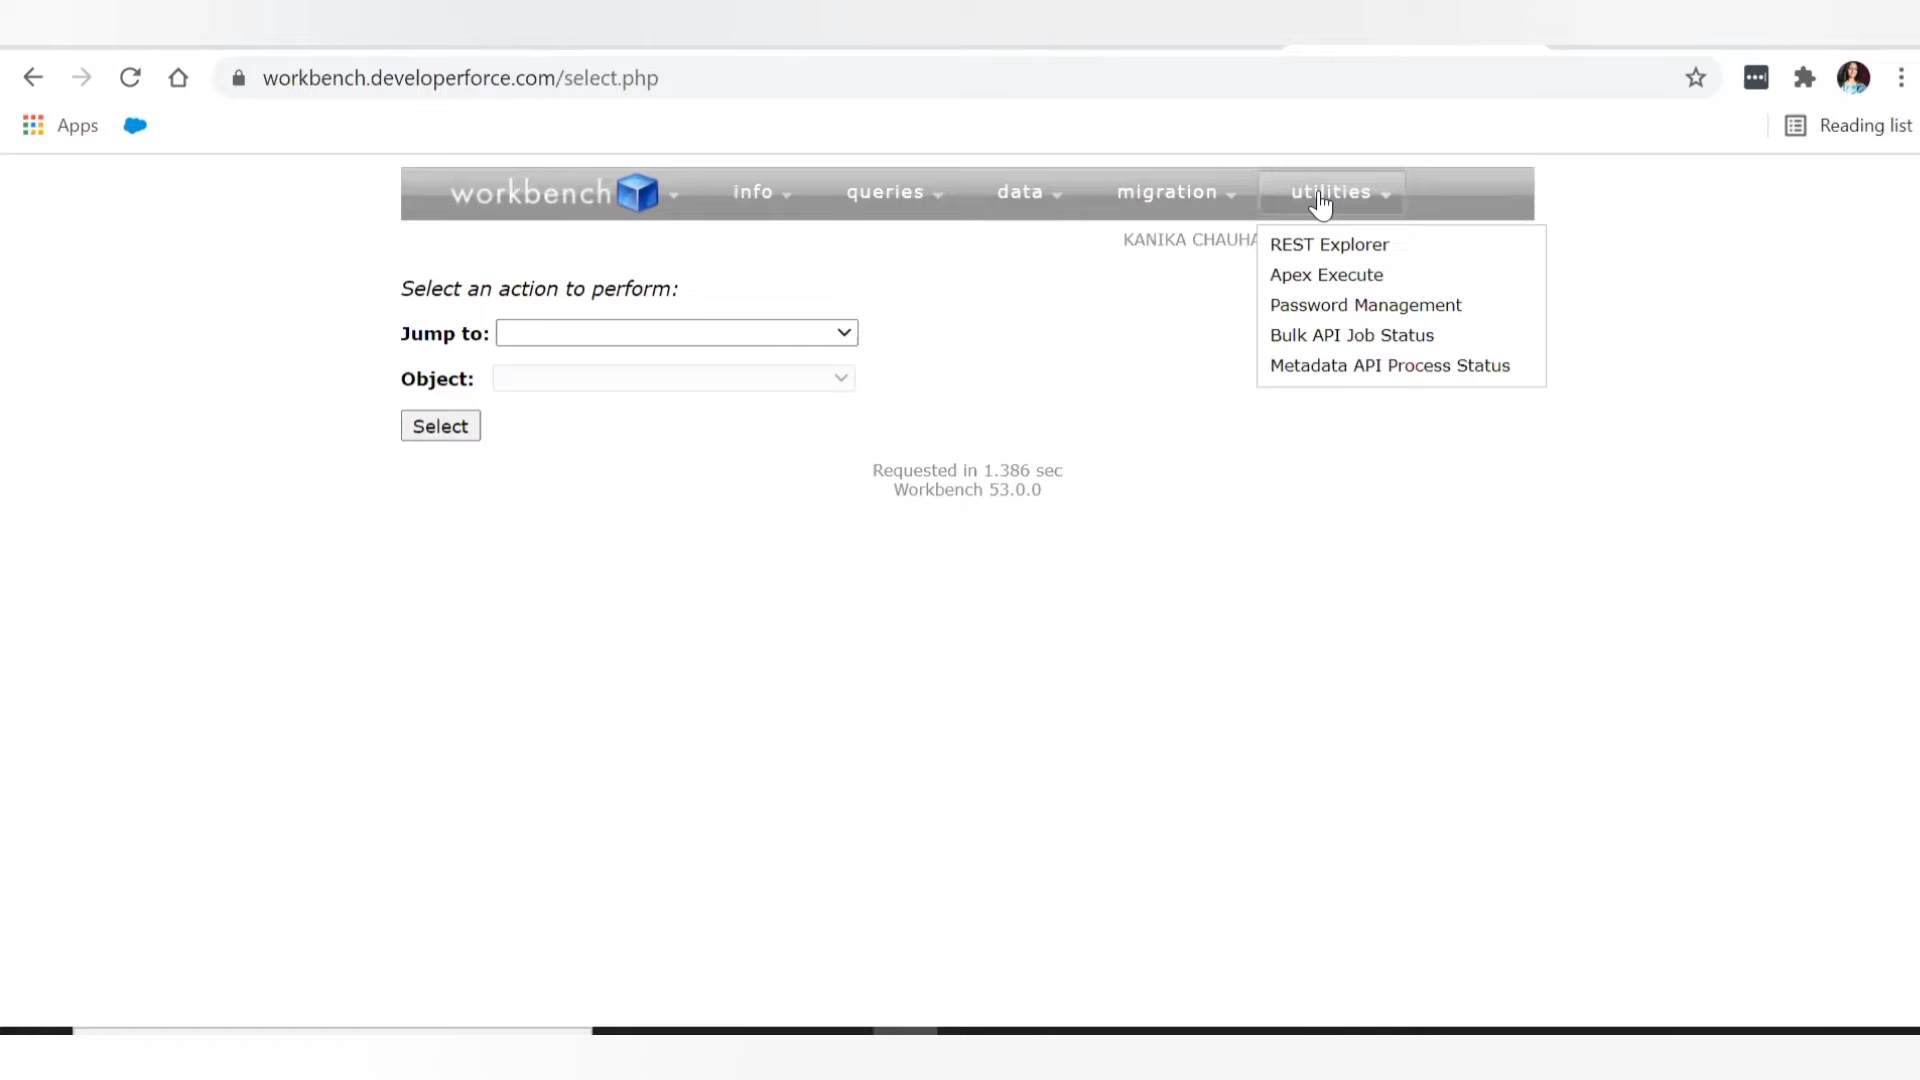 workbench.developerforce.com/select.php
Apps
Reading list
workbench info queries data migration utilities
KANIKA CHAUHA
REST Explorer
Apex Execute
Password Management
Bulk API Job Status
Metadata API Process Status
Select an action to perform:
Jump to:
Object:
Select
Requested in 1.386 sec
Workbench 53.0.0